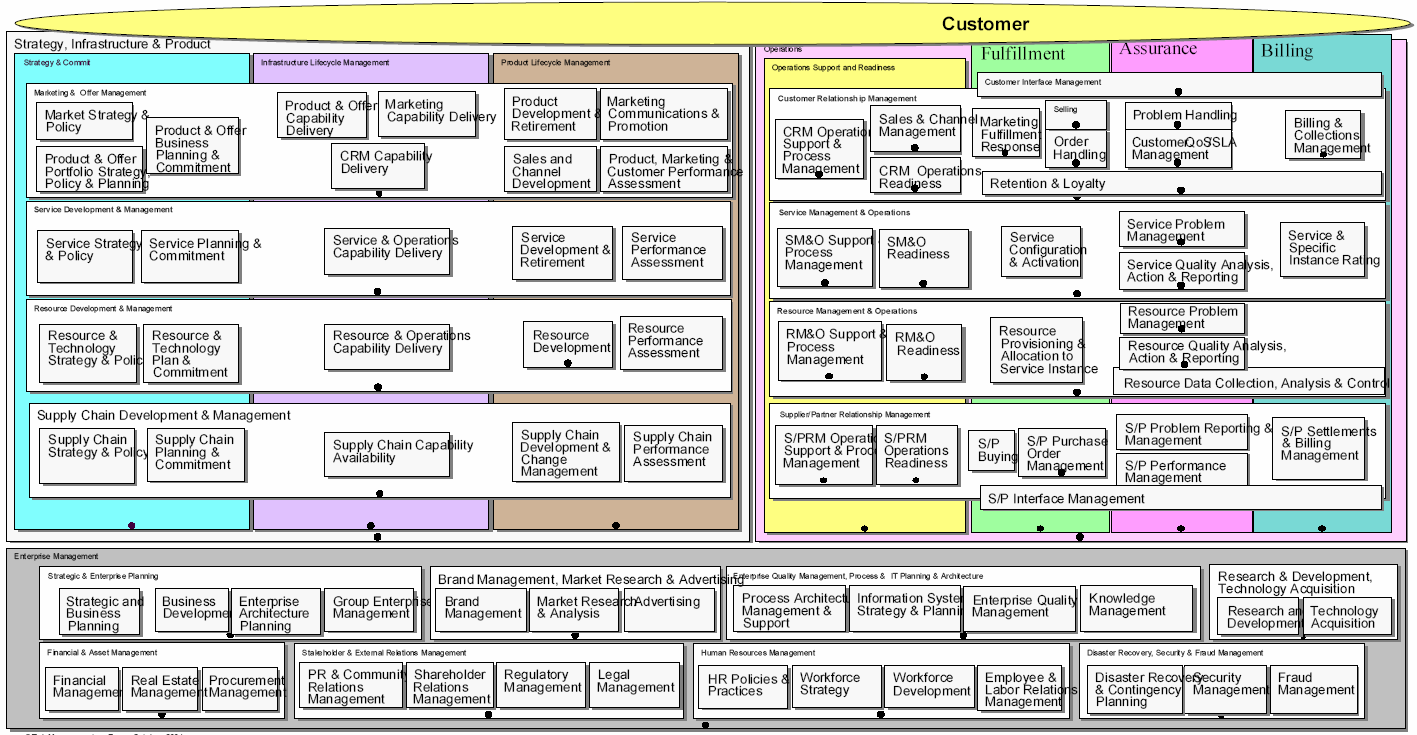 Customer
Strategy, Infrastructure & Product
Strategy & Commit
Infrastructure Lifecycle Management
Product Lifecycle Management
Marketing & Offer Management
Market Strategy &
Policy
Product & Offer
Business
Planning &
Commitment
Product & Offer
Portfolio Strategy,
Policy & Planning
Product & Offer
Capability
Delivery
Marketing
Capability Delivery
CRM Capability
Delivery
Product
Development &
Retirement
Marketing
Communications &
Promotion
Sales and
Channel
Development
Product, Marketing &
Customer Performance
Assessment
Service Development & Management
Service Strategy
& Policy
Service Planning &
Commitment
Service & Operations
Capability Delivery
Service
Development &
Retirement
Service
Performance
Assessment
Resource Development & Management
Resource &
Technology
Strategy & Polic
Resource &
Technology
Plan &
Commitment
Resource & Operations
Capability Delivery
Resource
Development
Resource
Performance
Assessment
Supply Chain Development & Management
Supply Chain
Strategy & Policy
Supply Chain
Planning &
Commitment
Supply Chain Capability
Availability
Supply Chain
Development &
Change
Management
Supply Chain
Performance
Assessment
Operations
Fulfillment
Assurance
Billing
Operations Support and Readiness
Customer Interface Management
Customer Relationship Management
CRM Operation
Support &
Process
Management
Sales & Channel
Management
CRM Operations
Readiness
Marketing
Fulfillment
Response
Selling
Order
Handling
Problem Handling
Customer QoS/SLA
Management
Billing &
Collections
Management
Retention & Loyalty
Service Management & Operations
SM&O Support
Process
Management
SM&O
Readiness
Service
Configuration
& Activation
Service Problem
Management
Service Quality Analysis,
Action & Reporting
Service &
Specific
Instance Rating
Resource Management & Operations
RM&O Support &
Process
Management
RM&O
Readiness
Resource
Provisioning &
Allocation to
Service Instance
Resource Problem
Management
Resource Quality Analysis,
Action & Reporting
Resource Data Collection, Analysis & Control
Supplier/Partner Relationship Management
S/PRM Operatio
Support & Proc
Management
S/PRM
Operations
Readiness
S/P
Buying
S/P Purchase
Order
Management
S/P Problem Reporting &
Management
S/P Performance
Management
S/P Settlements
& Billing
Management
S/P Interface Management
Enterprise Management
Strategic & Enterprise Planning
Strategic and
Business
Planning
Business
Developmen
Enterprise
Architecture
Planning
Group Enterprise
Management
Brand Management, Market Research & Advertising
Brand
Management
Market Research
& Analysis
Advertising
Enterprise Quality Management, Process & IT Planning & Architecture
Process Architect
Management &
Support
Information System
Strategy & Plannin
Enterprise Quality
Management
Knowledge
Management
Research & Development,
Technology Acquisition
Research an
Development
Technology
Acquisition
Financial & Asset Management
Financial
Managemen
Real Estate
Management
Procurement
Management
Stakeholder & External Relations Management
PR & Communit
Relations
Management
Shareholder
Relations
Management
Regulatory
Management
Legal
Management
Human Resources Management
HR Policies &
Practices
Workforce
Strategy
Workforce
Development
Employee &
Labor Relations
Management
Disaster Recovery, Security & Fraud Management
Disaster Recovery
& Contingency
Planning
Security
Management
Fraud
Management